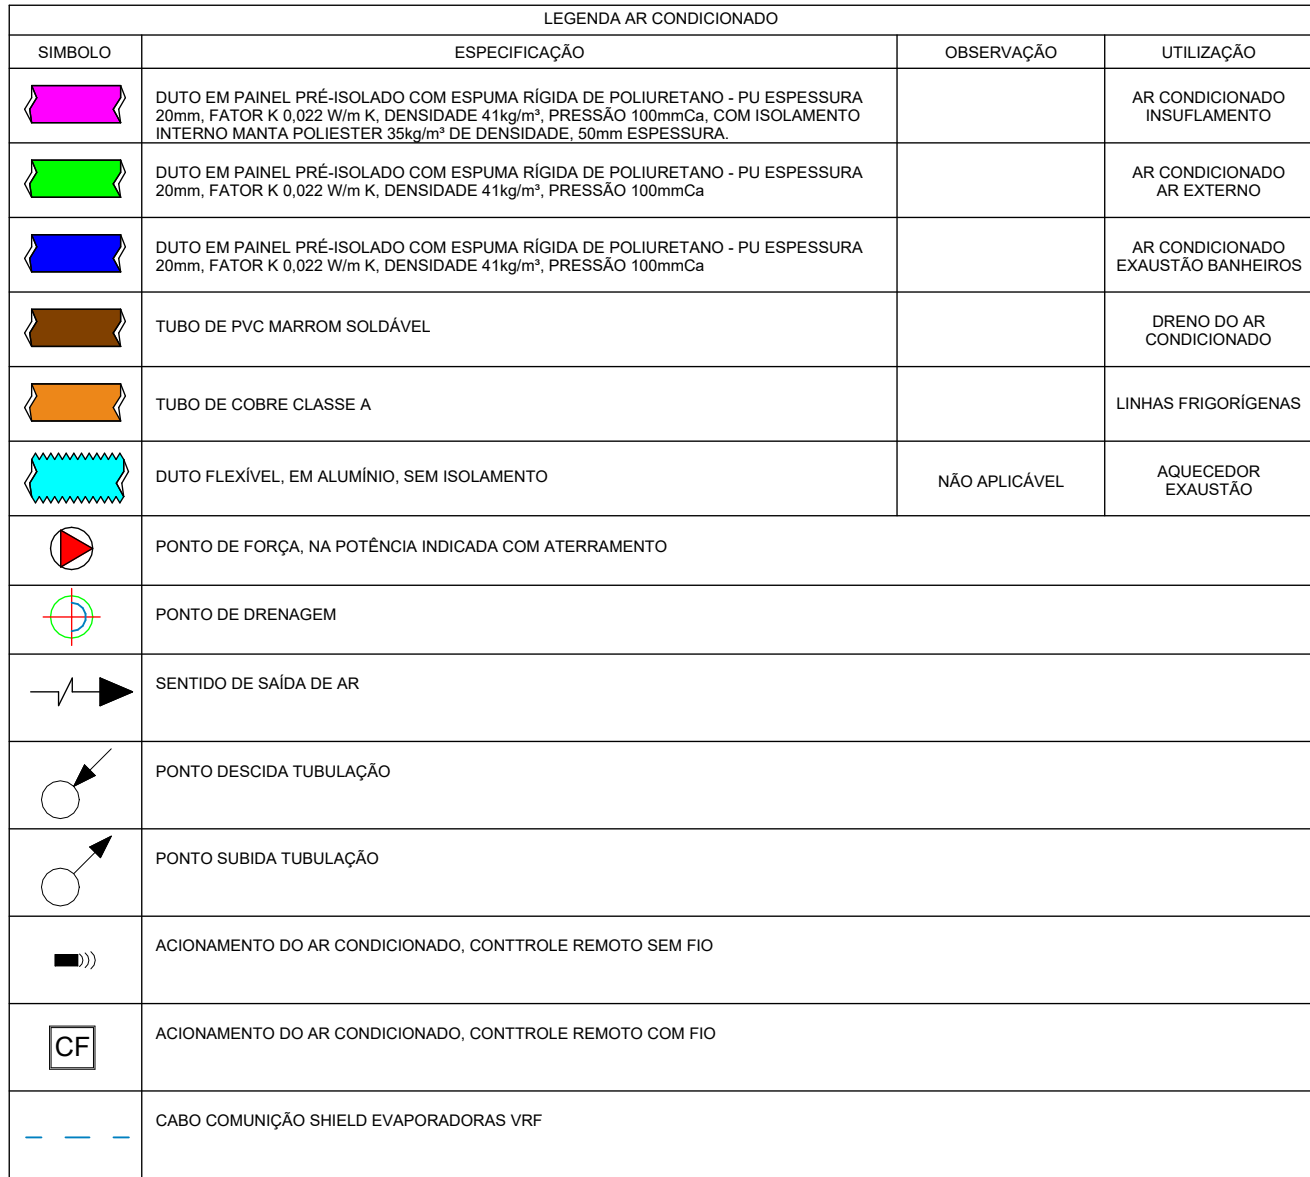 LEGENDA AR CONDICIONADO
SIMBOLO
ESPECIFICAÇÃO
OBSERVAÇÃO
UTILIZAÇÃO
DUTO EM PAINEL PRÉ-ISOLADO COM ESPUMA RÍGIDA DE POLIURETANO - PU ESPESSURA
20mm, FATOR K 0,022 W/m K, DENSIDADE 41kg/m³, PRESSÃO 100mmCa, COM ISOLAMENTO
INTERNO MANTA POLIESTER 35kg/m³ DE DENSIDADE, 50mm ESPESSURA.
AR CONDICIONADO
INSUFLAMENTO
DUTO EM PAINEL PRÉ-ISOLADO COM ESPUMA RÍGIDA DE POLIURETANO - PU ESPESSURA
20mm, FATOR K 0,022 W/m K, DENSIDADE 41kg/m³, PRESSÃO 100mmCa
AR CONDICIONADO
AR EXTERNO
DUTO EM PAINEL PRÉ-ISOLADO COM ESPUMA RÍGIDA DE POLIURETANO - PU ESPESSURA
20mm, FATOR K 0,022 W/m K, DENSIDADE 41kg/m³, PRESSÃO 100mmCa
AR CONDICIONADO
EXAUSTÃO BANHEIROS
TUBO DE PVC MARROM SOLDÁVEL
DRENO DO AR
CONDICIONADO
TUBO DE COBRE CLASSE A
LINHAS FRIGORÍGENAS
DUTO FLEXÍVEL, EM ALUMÍNIO, SEM ISOLAMENTO
NÃO APLICÁVEL
AQUECEDOR
EXAUSTÃO
PONTO DE FORÇA, NA POTÊNCIA INDICADA COM ATERRAMENTO
PONTO DE DRENAGEM
SENTIDO DE SAÍDA DE AR
PONTO DESCIDA TUBULAÇÃO
PONTO SUBIDA TUBULAÇÃO
ACIONAMENTO DO AR CONDICIONADO, CONTTROLE REMOTO SEM FIO
CF
ACIONAMENTO DO AR CONDICIONADO, CONTTROLE REMOTO COM FIO
CABO COMUNIÇÃO SHIELD EVAPORADORAS VRF